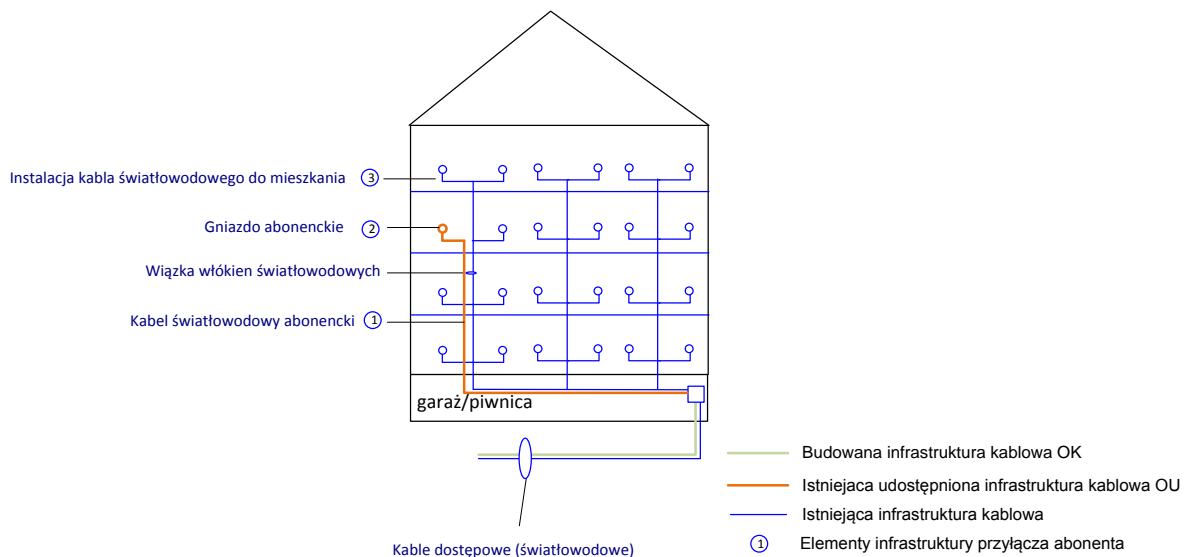 Instalacja kabla światłowodowego do mieszkania 3
Gniazdo abonenckie 2
Wiązka włókien światłowodowych
Kabel światłowodowy abonencki 1
garaż/piwnica
Budowana infrastruktura kablowa OK
Istniejaca udostępniona infrastruktura kablowa OU
Istniejąca infrastruktura kablowa
1 Elementy infrastruktury przyłącza abonenta
Kable dostępowe (światłowodowe)